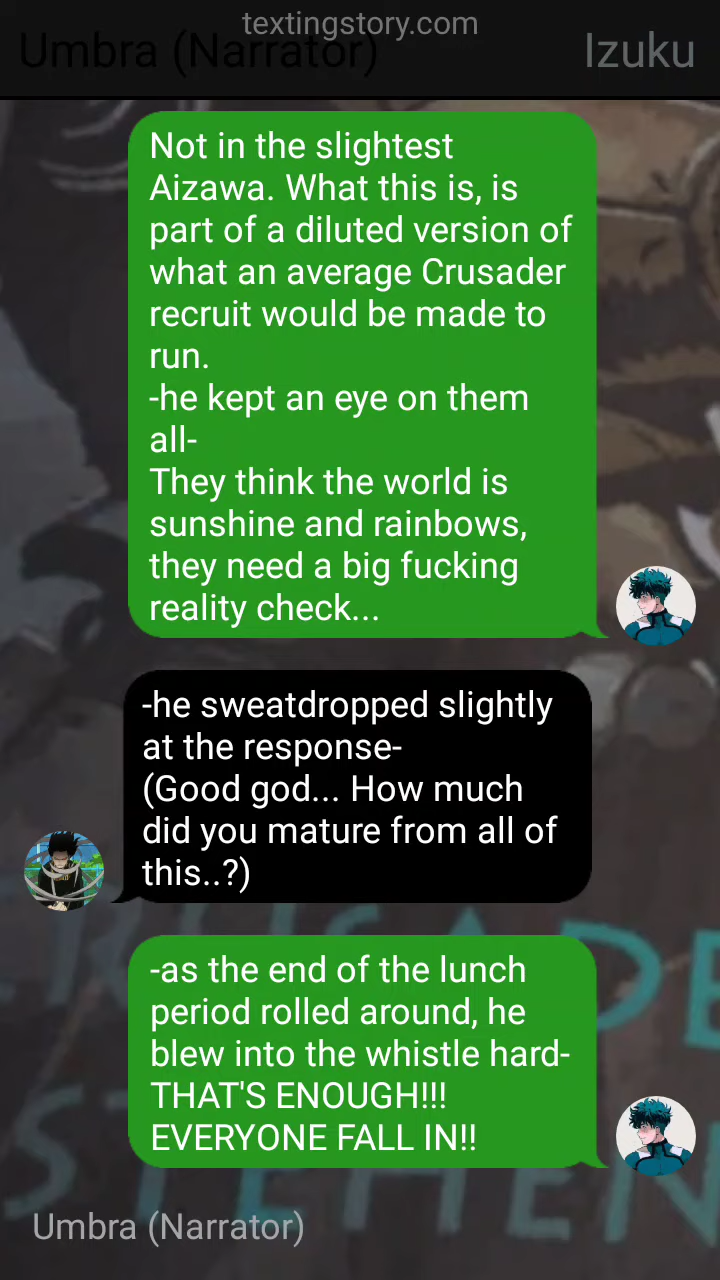 textingstory.com
Umbra (Narrator)
Izuku
Not in the slightest
Aizawa. What this is, is
part of a diluted version of
what an average Crusader
recruit would be made to
run.
-he kept an eye on them
all-
They think the world is
sunshine and rainbows,
they need a big fucking
reality check...
-he sweatdropped slightly
at the response-
(Good god... How much
did you mature from all of
this..?)
-as the end of the lunch
period rolled around, he
blew into the whistle hard-
THAT'S ENOUGH!!!
EVERYONE FALL IN!!
Umbra (Narrator)